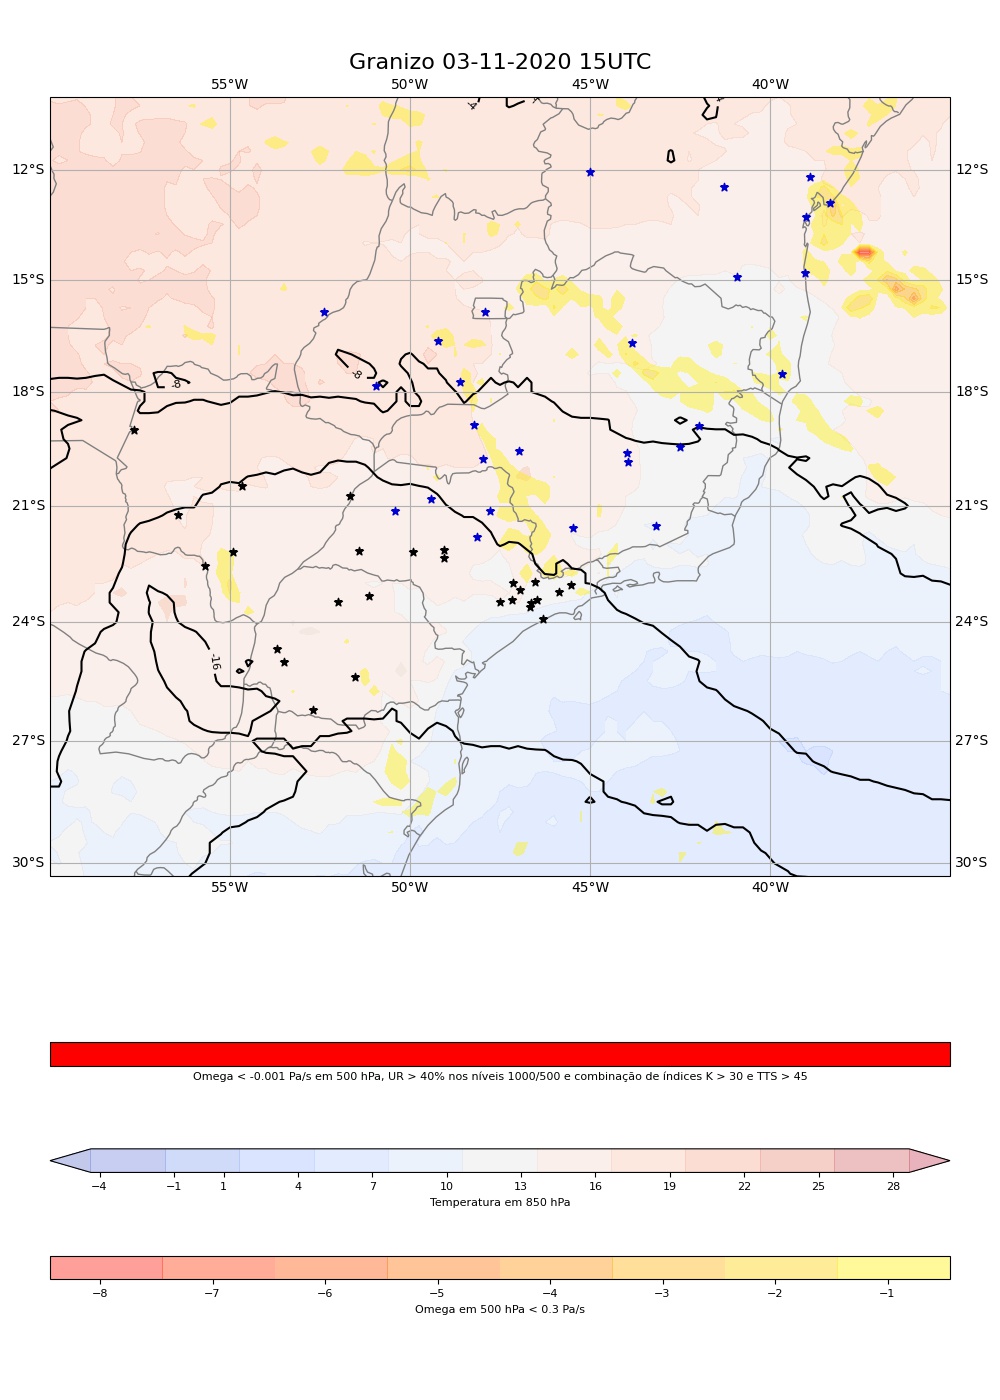 Granizo 03-11-2020 15UTC
55°W 50°W 45°W 40°W
12°S 12°S
15°S 15°S
-8 -8
18°S 18°S
21°S 21°S
24°S 24°S
-16
27°S 27°S
30°S 30°S
55°W 50°W 45°W 40°W
Omega < -0.001 Pa/s em 500 hPa, UR > 40% nos níveis 1000/500 e combinação de índices K > 30 e TTS > 45
−4 −1 1 4 7 10 13 16 19 22 25 28
Temperatura em 850 hPa
−8 −7 −6 −5 −4 −3 −2 −1
Omega em 500 hPa < 0.3 Pa/s